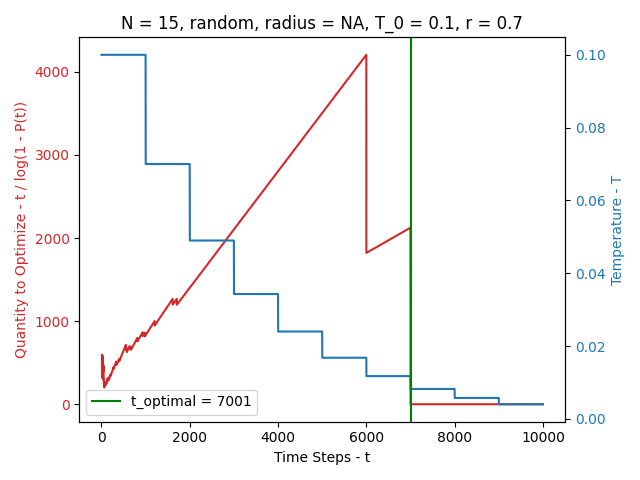 N = 15, random, radius = NA, T_0 = 0.1, r = 0.7
Quantity to Optimize - t / log(1 - P(t))
4000
3000
2000
1000
0
0.10
0.08
0.06
0.04
0.02
0.00
Temperature - T
t_optimal = 7001
0 2000 4000 6000 8000 10000
Time Steps - t